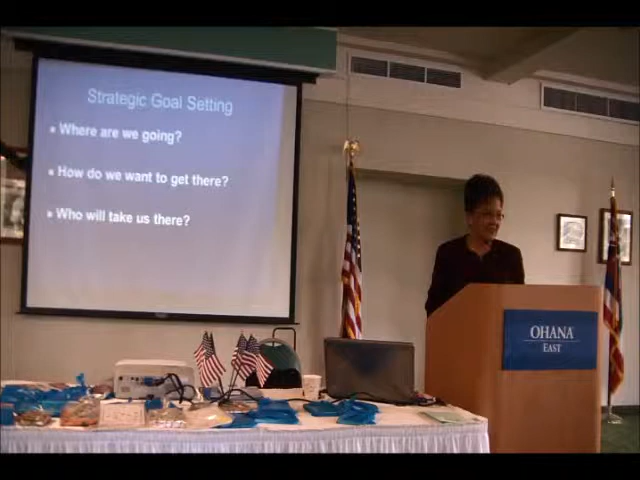 Strategic Goal Setting
▪ Where are we going?
▪ How do we want to get there?
▪ Who will take us there?
OHANA
EAST